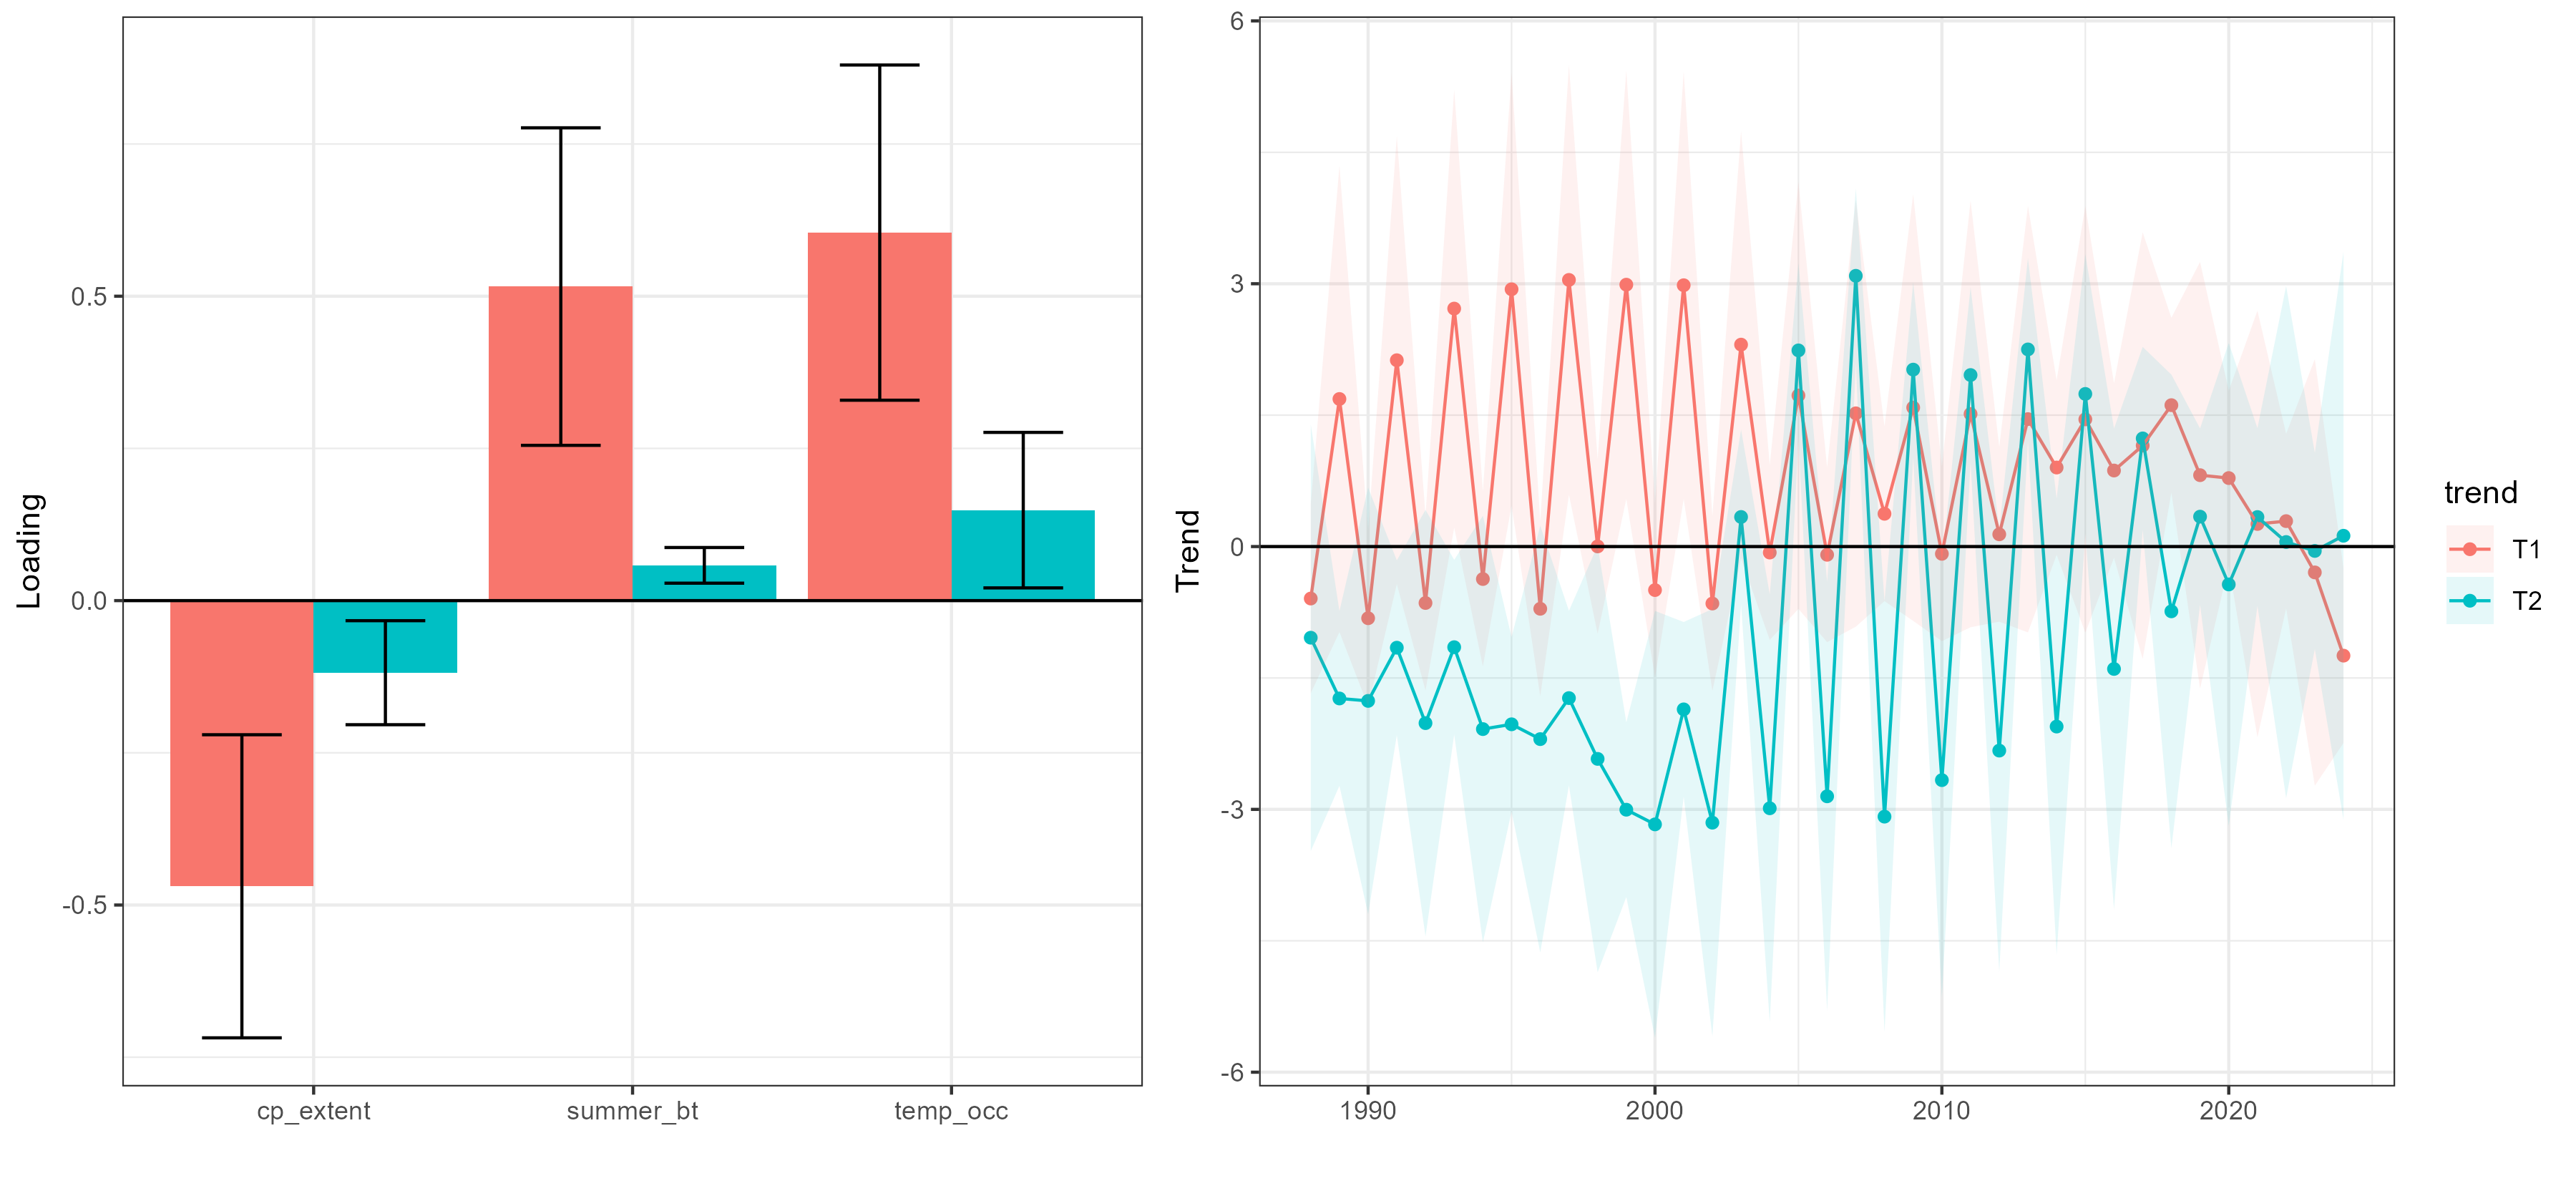 Loading
0.5
0.0
-0.5
cp_extent
summer_bt
temp_occ
Trend
6
3
0
-3
-6
1990
2000
2010
2020
trend
T1
T2